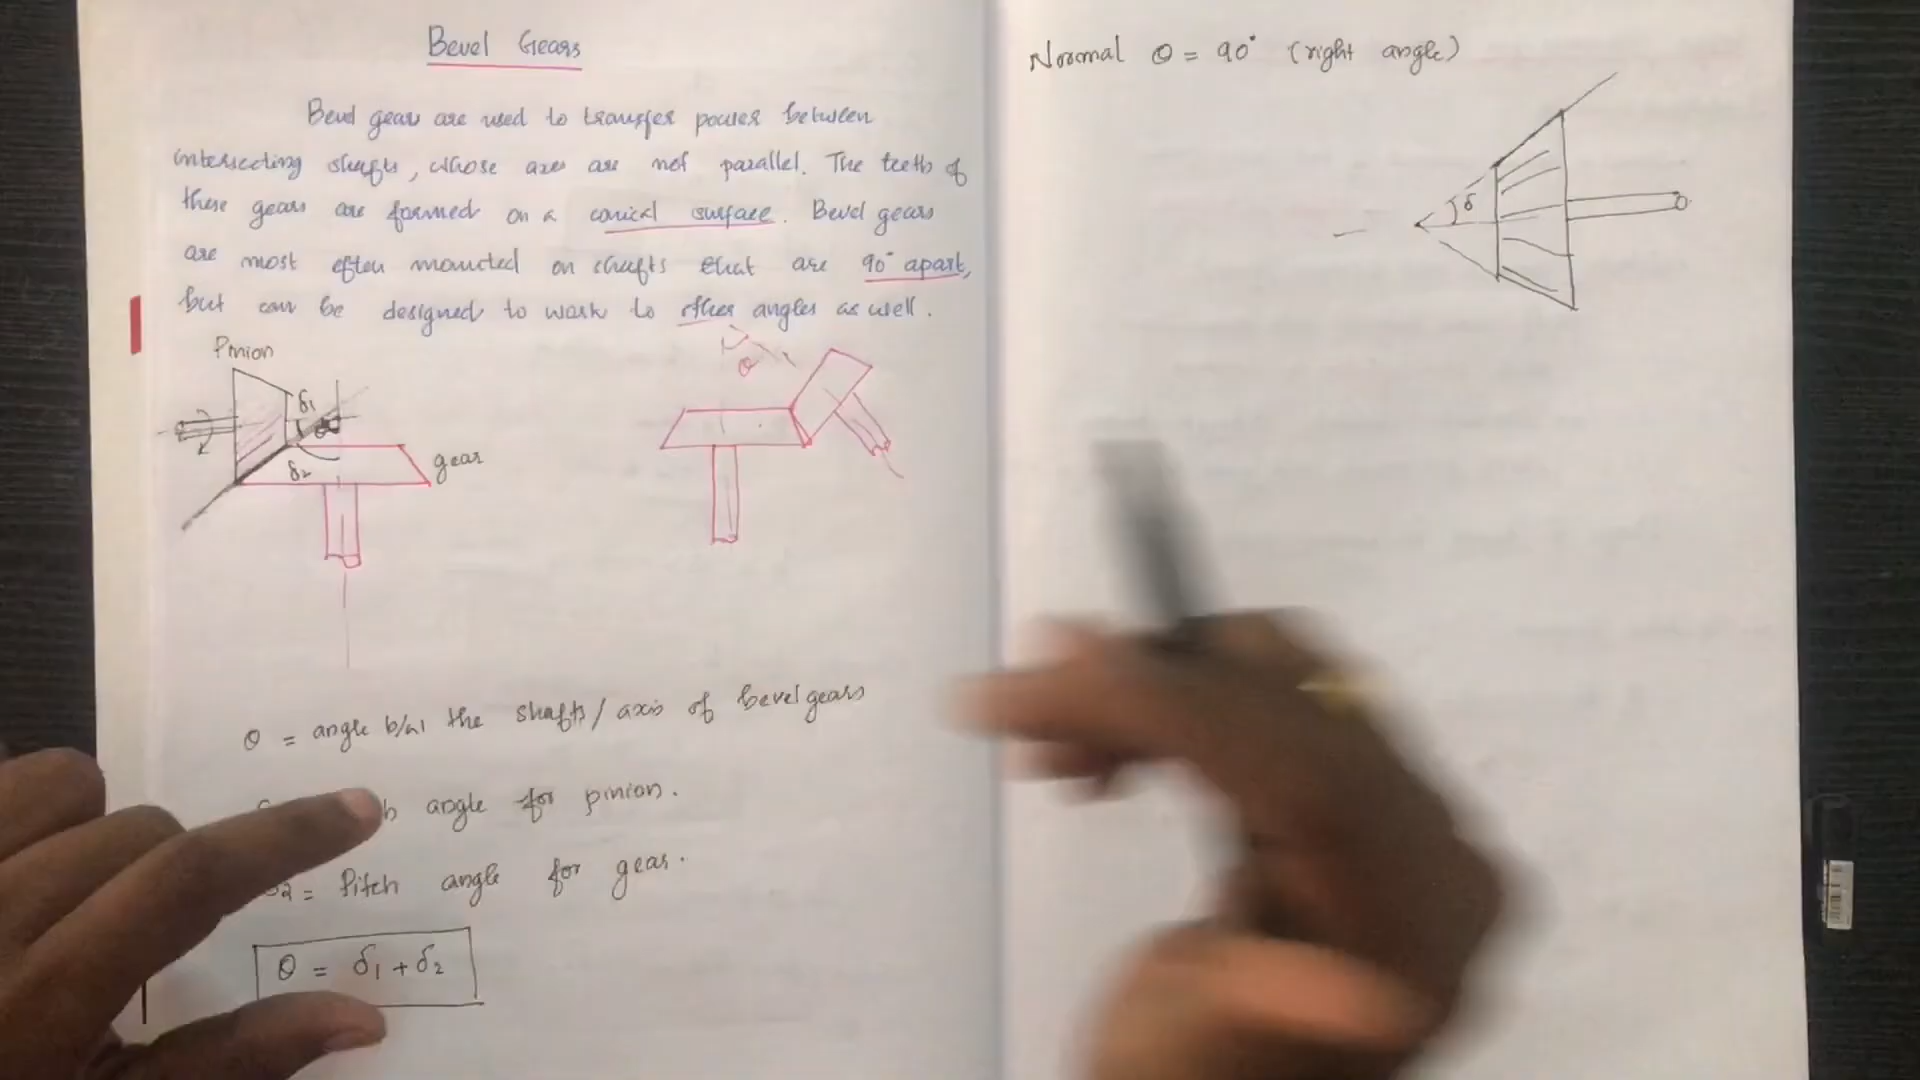 Bevel Gears
Bevel gears are used to transfer power between
intersecting shafts, whose axes are not parallel. The teeth of
these gears are formed on a conical surface. Bevel gears
are most often mounted on shafts that are 90° apart,
but can be designed to work to other angles as well.
Pinion
δ1
θ
δ2
gear
θ
θ = angle b/w the shafts/axis of bevel gears
angle for pinion.
δ2 = Pitch angle for gear.
θ = δ1 + δ2
Normal θ = 90° (right angle)
δ